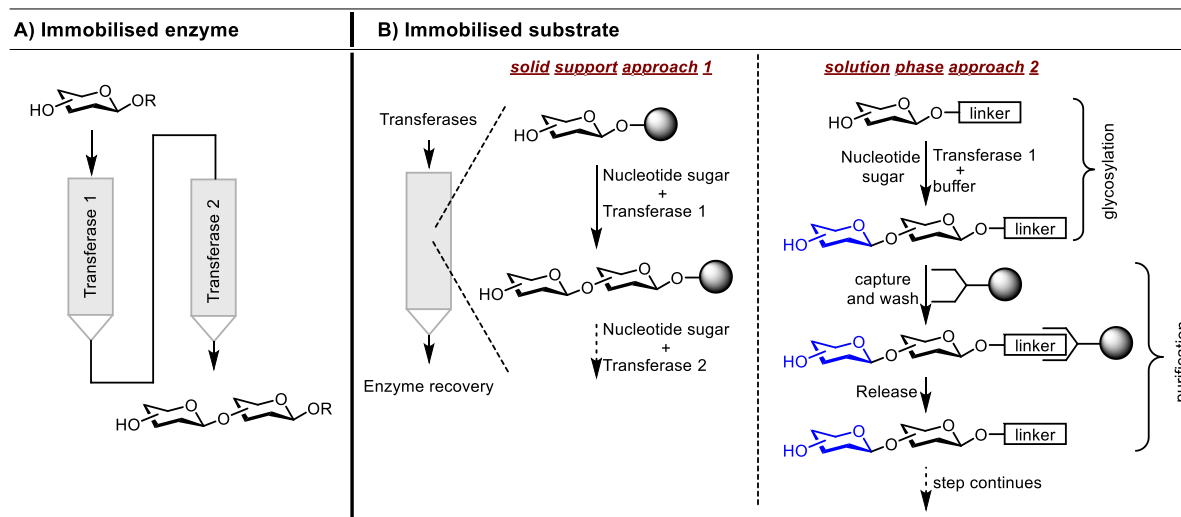 A) Immobilised enzyme
B) Immobilised substrate
HO
O
OR
Transferase 1
Transferase 2
HO
O
O
O
OR
solid support approach 1
Transferases
Enzyme recovery
HO
O
O
Nucleotide sugar
+
Transferase 1
HO
O
O
O
O
Nucleotide sugar
+
Transferase 2
solution phase approach 2
HO
O
O
linker
Nucleotide
sugar
Transferase 1
+
buffer
glycosylation
HO
O
O
O
O
linker
capture
and wash
HO
O
O
O
O
linker
Release
purification
HO
O
O
O
O
linker
step continues